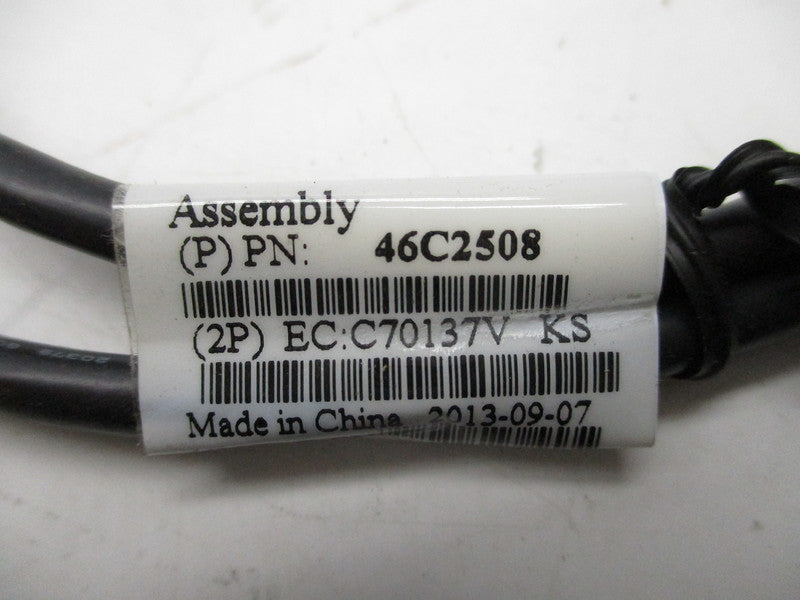 Assembly
(P) PN: 46C2508
(2P) EC:C70137V KS
Made in China 2013-09-07